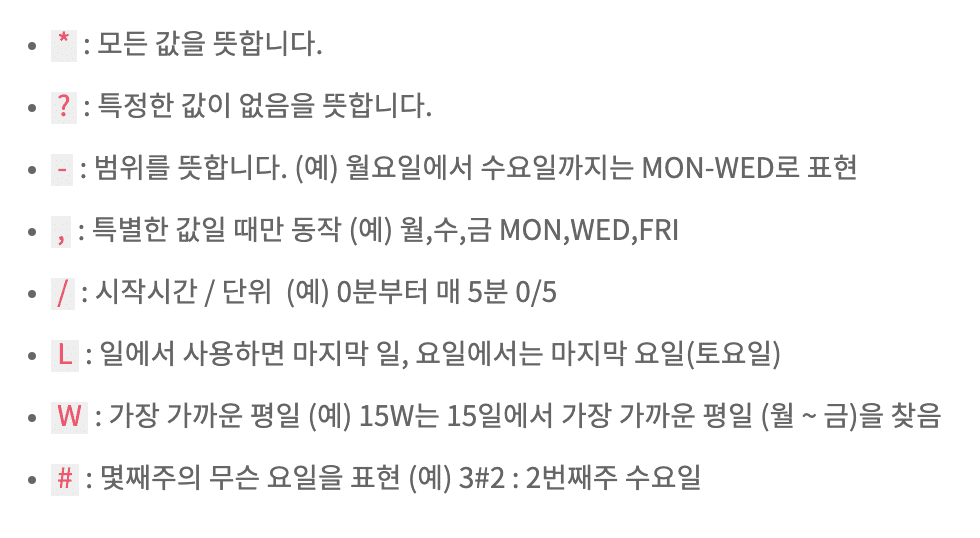 * : 모든 값을 뜻합니다.
? : 특정한 값이 없음을 뜻합니다.
- : 범위를 뜻합니다. (예) 월요일에서 수요일까지는 MON-WED로 표현
, : 특별한 값일 때만 동작 (예) 월,수,금 MON,WED,FRI
/ : 시작시간 / 단위 (예) 0분부터 매 5분 0/5
L : 일에서 사용하면 마지막 일, 요일에서는 마지막 요일(토요일)
W : 가장 가까운 평일 (예) 15W는 15일에서 가장 가까운 평일 (월 ~ 금)을 찾음
# : 몇째주의 무슨 요일을 표현 (예) 3#2 : 2번째주 수요일